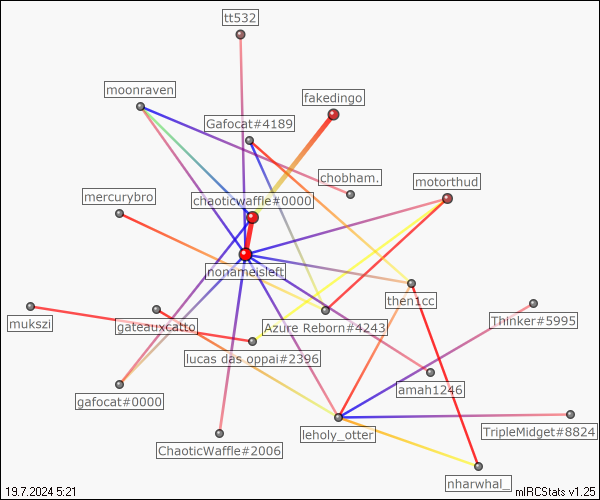 tt532
moonraven
fakedingo
Gafocat#4189
chobham.
motorthud
mercurybro
chaoticwaffle#0000
nonameisleft
then1cc
mukszi
gateauxcatto
Azure Reborn#4243
Thinker#5995
lucas das oppai#2396
amah1246
gafocat#0000
leholy_otter
TripleMidget#8824
ChaoticWaffle#2006
nharwhal_
19.7.2024 5:21
mIRCStats v1.25